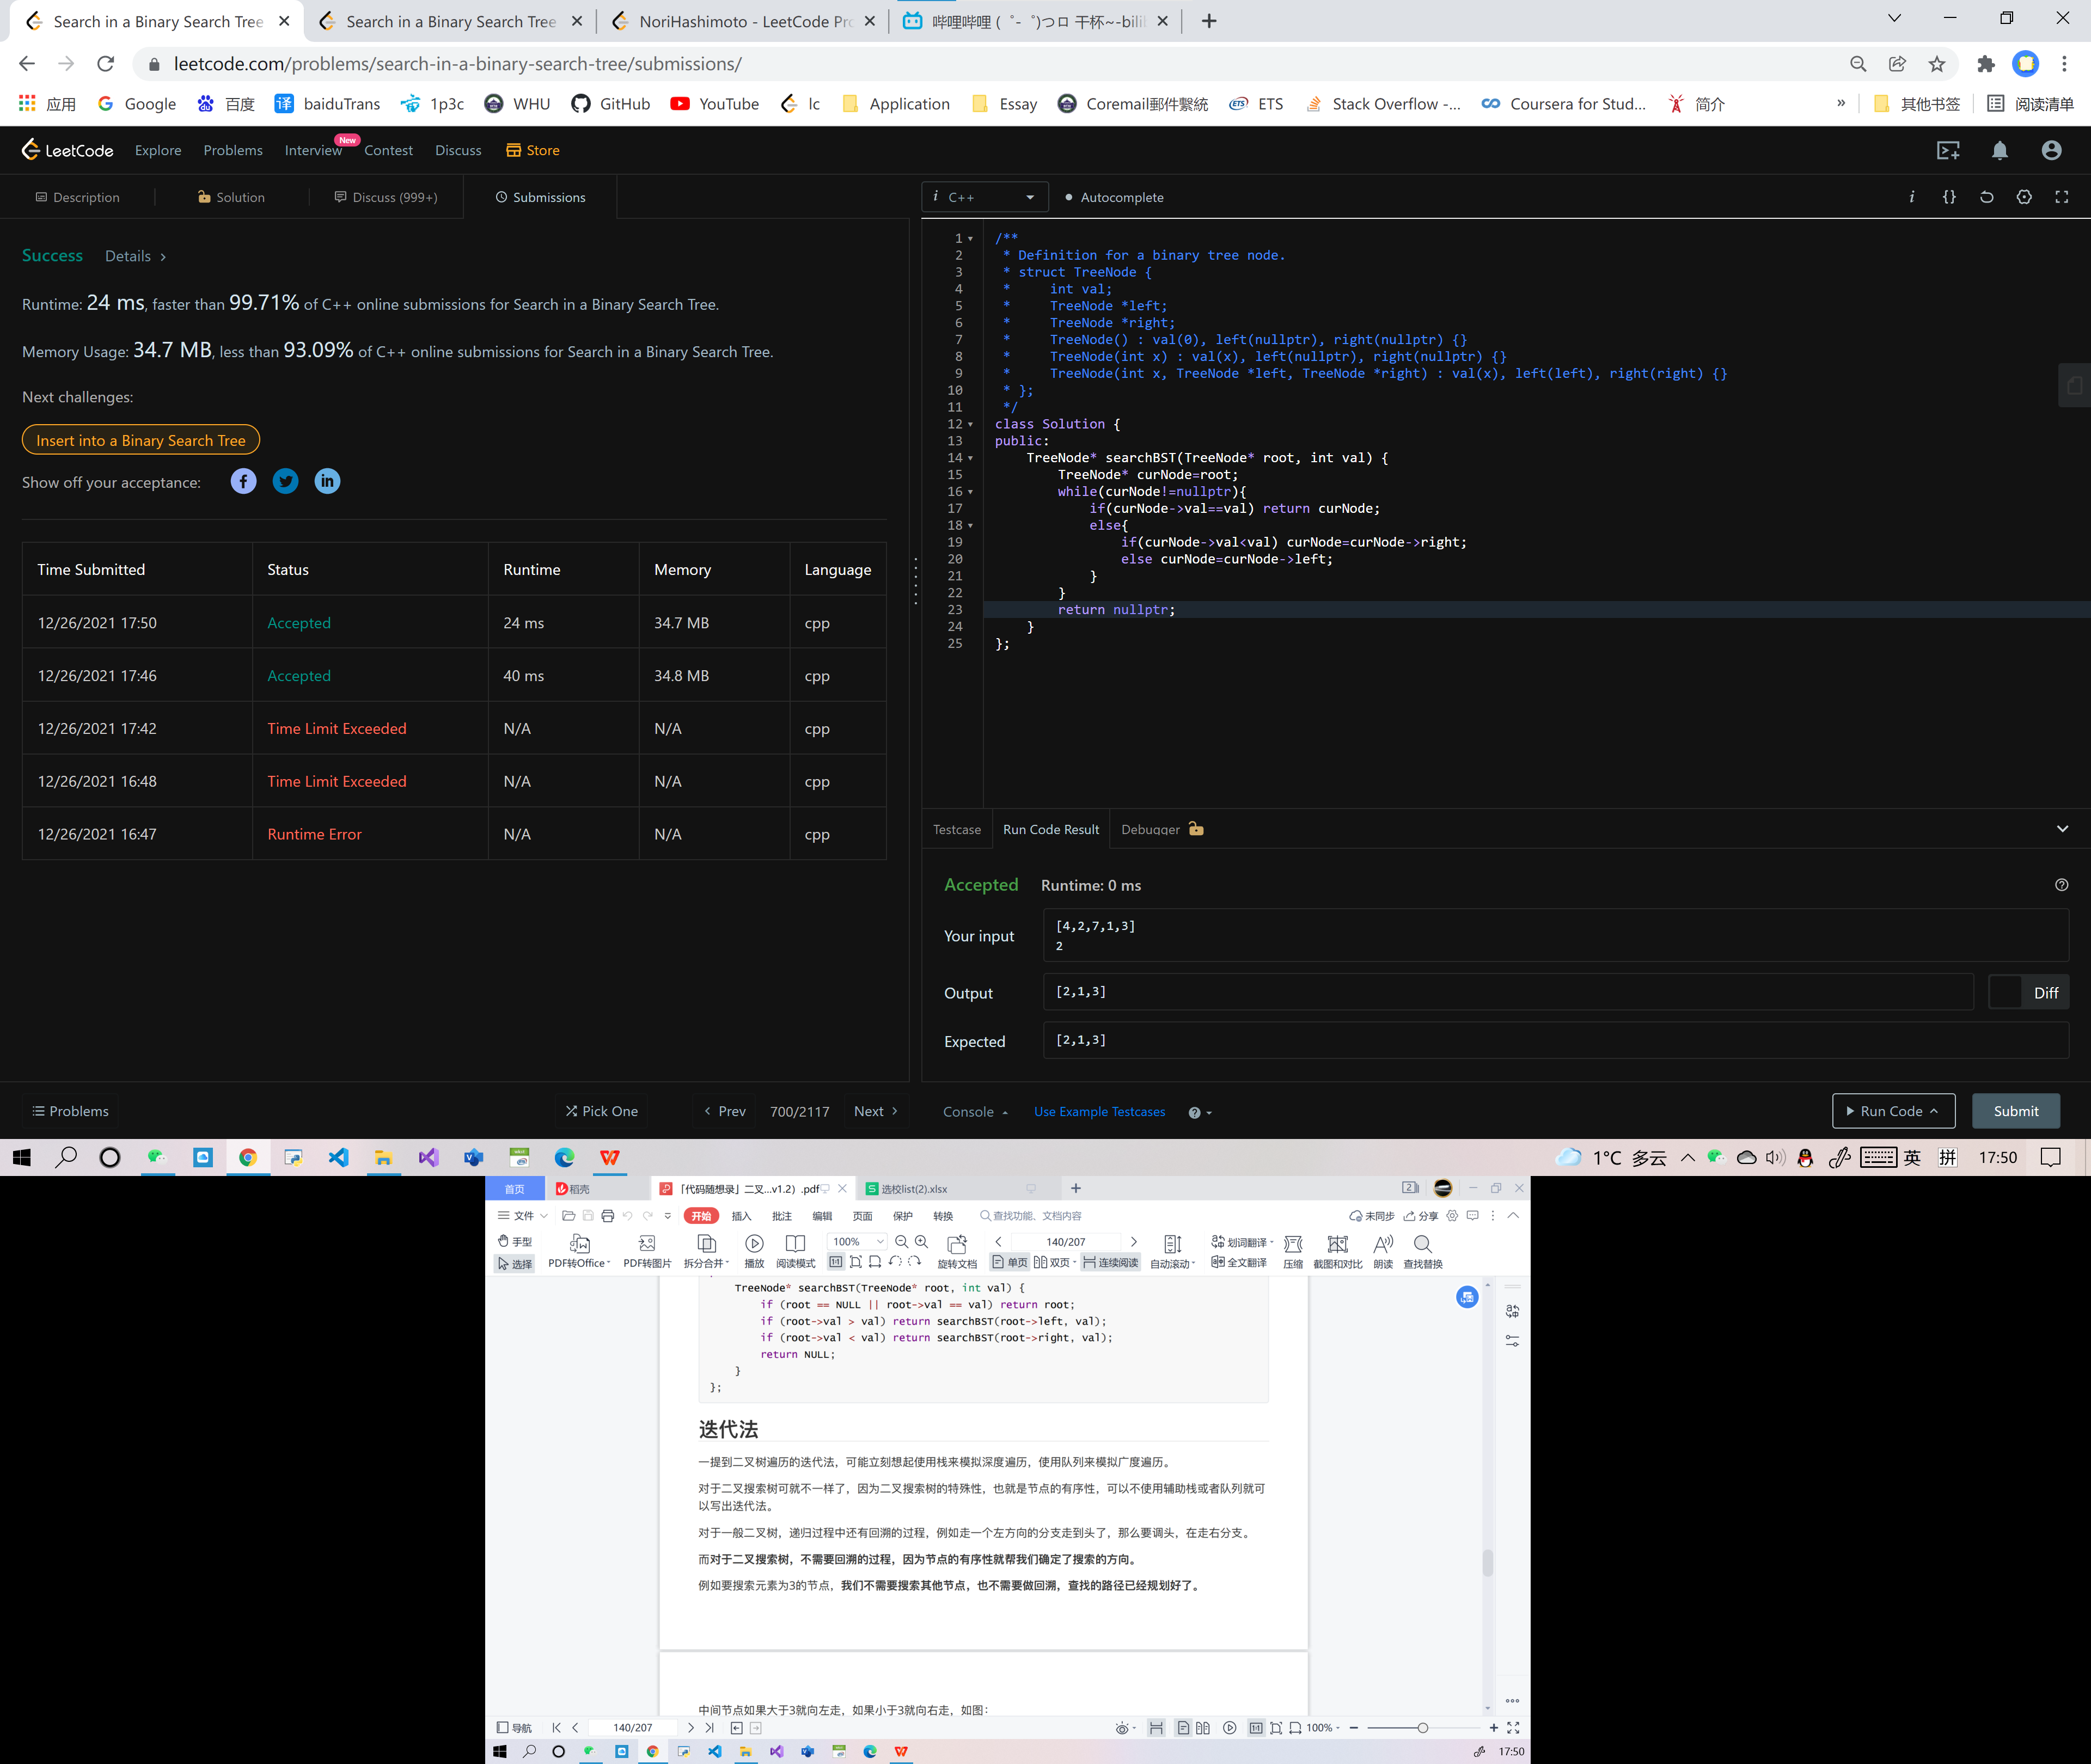 Search in a Binary Search Tree
Search in a Binary Search Tree
NoriHashimoto - LeetCode Pro
哔哩哔哩 (゜-゜)つロ 干杯~-bili
leetcode.com/problems/search-in-a-binary-search-tree/submissions/
应用 Google 百度 baiduTrans 1p3c WHU GitHub YouTube lc Application Essay Coremail郵件繫統 ETS Stack Overflow -... Coursera for Stud... 简介 » 其他书签 阅读清单
LeetCode Explore Problems Interview New Contest Discuss Store
Description Solution Discuss (999+) Submissions
Success Details >
Runtime: 24 ms, faster than 99.71% of C++ online submissions for Search in a Binary Search Tree.
Memory Usage: 34.7 MB, less than 93.09% of C++ online submissions for Search in a Binary Search Tree.
Next challenges:
Insert into a Binary Search Tree
Show off your acceptance:
Time Submitted Status Runtime Memory Language
12/26/2021 17:50 Accepted 24 ms 34.7 MB cpp
12/26/2021 17:46 Accepted 40 ms 34.8 MB cpp
12/26/2021 17:42 Time Limit Exceeded N/A N/A cpp
12/26/2021 16:48 Time Limit Exceeded N/A N/A cpp
12/26/2021 16:47 Runtime Error N/A N/A cpp
Problems Pick One < Prev 700/2117 Next >
i C++ Autocomplete
1 /**
2 * Definition for a binary tree node.
3 * struct TreeNode {
4 *     int val;
5 *     TreeNode *left;
6 *     TreeNode *right;
7 *     TreeNode() : val(0), left(nullptr), right(nullptr) {}
8 *     TreeNode(int x) : val(x), left(nullptr), right(nullptr) {}
9 *     TreeNode(int x, TreeNode *left, TreeNode *right) : val(x), left(left), right(right) {}
10 * };
11 */
12 class Solution {
13 public:
14     TreeNode* searchBST(TreeNode* root, int val) {
15         TreeNode* curNode=root;
16         while(curNode!=nullptr){
17             if(curNode->val==val) return curNode;
18             else{
19                 if(curNode->val<val) curNode=curNode->right;
20                 else curNode=curNode->left;
21             }
22         }
23         return nullptr;
24     }
25 };
Testcase Run Code Result Debugger
Accepted Runtime: 0 ms
Your input
[4,2,7,1,3]
2
Output [2,1,3] Diff
Expected [2,1,3]
Console Use Example Testcases Run Code Submit
1°C 多云 英 拼 17:50
首页 稻壳 「代码随想录」二叉...v1.2）.pdf 选校list(2).xlsx
文件 开始 插入 批注 编辑 页面 保护 转换 查找功能、文档内容 未同步 分享
手型 100% 140/207 划词翻译
选择 PDF转Office PDF转图片 拆分合并 播放 阅读模式 旋转文档 单页 双页 连续阅读 自动滚动 全文翻译 压缩 截图和对比 朗读 查找替换
TreeNode* searchBST(TreeNode* root, int val) {
if (root == NULL || root->val == val) return root;
if (root->val > val) return searchBST(root->left, val);
if (root->val < val) return searchBST(root->right, val);
return NULL;
}
};
迭代法
一提到二叉树遍历的迭代法，可能立刻想起使用栈来模拟深度遍历，使用队列来模拟广度遍历。
对于二叉搜索树可就不一样了，因为二叉搜索树的特殊性，也就是节点的有序性，可以不使用辅助栈或者队列就可
以写出迭代法。
对于一般二叉树，递归过程中还有回溯的过程，例如走一个左方向的分支走到头了，那么要调头，在走右分支。
而对于二叉搜索树，不需要回溯的过程，因为节点的有序性就帮我们确定了搜索的方向。
例如要搜索元素为3的节点，我们不需要搜索其他节点，也不需要做回溯，查找的路径已经规划好了。
中间节点如果大于3就向左走，如果小于3就向右走，如图：
导航 140/207 100%
17:50